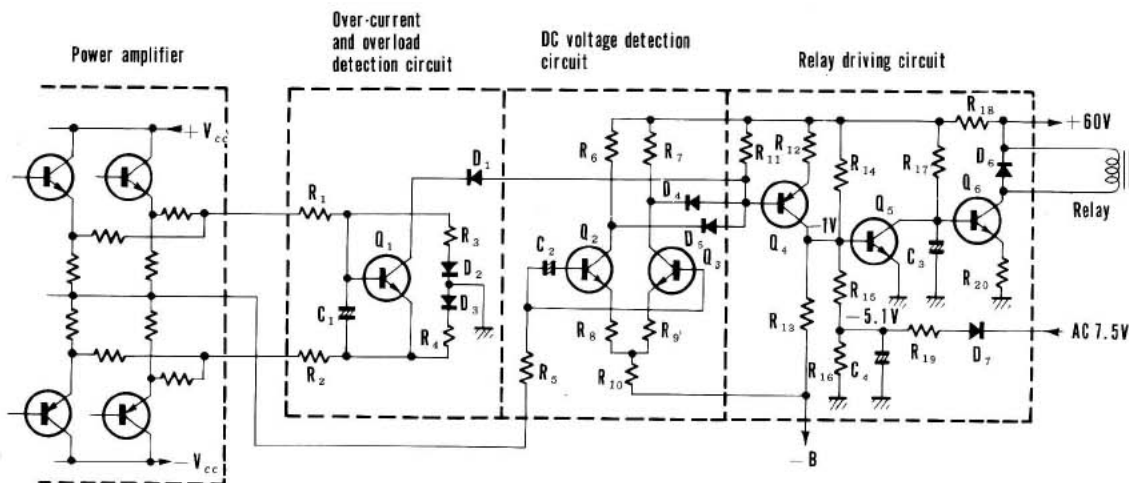 Over-current
and overload
detection circuit
Power amplifier
DC voltage detection
circuit
Relay driving circuit
+ Vcc
R18
+ 60V
D1
R6
R7
R11
R12
R14
R17
D6
Q6
Relay
R1
Q1
R3
D2
D3
C1
R4
R2
D4
D5
C2
Q2
Q3
Q4
-1V
Q5
C3
R20
R8
R9
R10
R5
R13
R15
-5.1V
R16
C4
R19
D7
AC 7.5V
- Vcc
- B